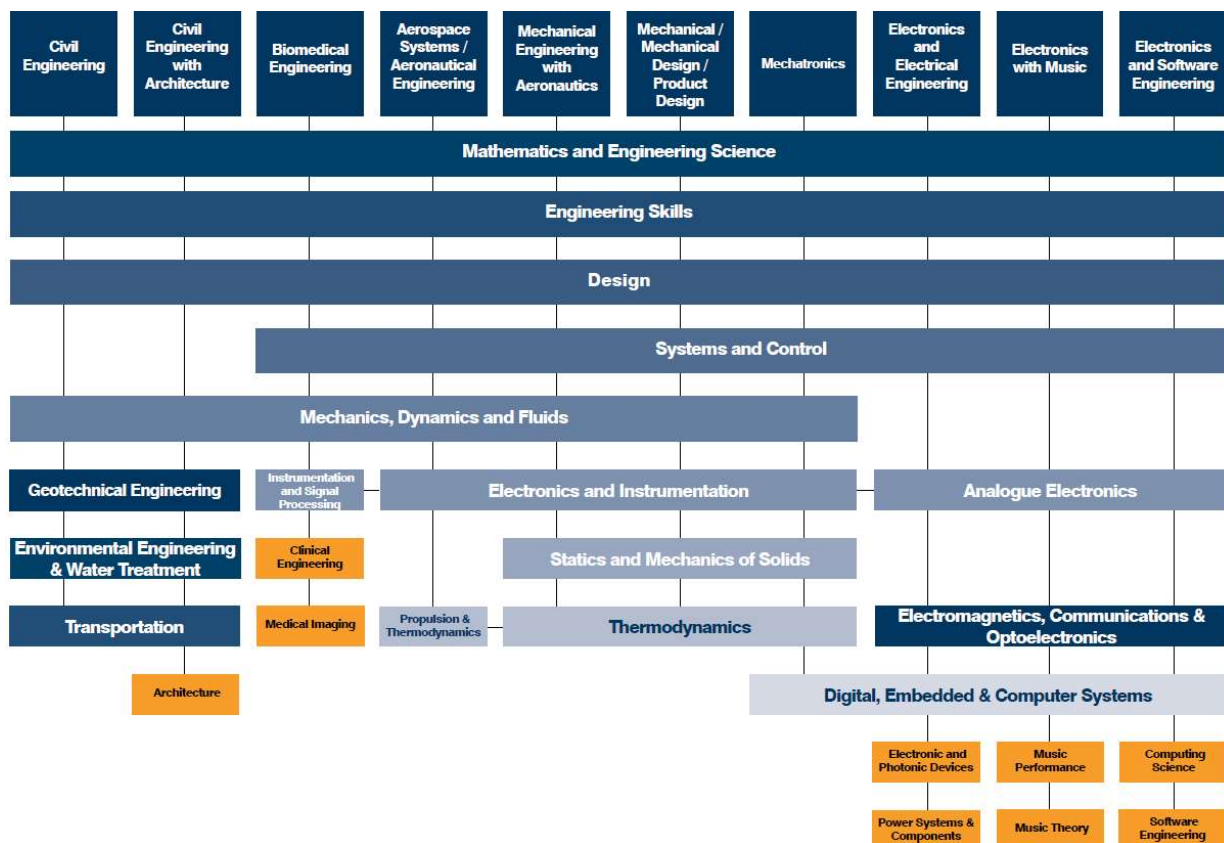 Civil
Engineering
Civil
Engineering
with
Architecture
Biomedical
Engineering
Aerospace
Systems /
Aeronautical
Engineering
Mechanical
Engineering
with
Aeronautics
Mechanical /
Mechanical
Design /
Product
Design
Mechatronics
Electronics
and
Electrical
Engineering
Electronics
with Music
Electronics
and Software
Engineering
Mathematics and Engineering Science
Engineering Skills
Design
Systems and Control
Mechanics, Dynamics and Fluids
Geotechnical Engineering
Instrumentation
and Signal
Processing
Electronics and Instrumentation
Analogue Electronics
Environmental Engineering
& Water Treatment
Clinical
Engineering
Statics and Mechanics of Solids
Transportation
Medical Imaging
Propulsion &
Thermodynamics
Thermodynamics
Electromagnetics, Communications &
Optoelectronics
Architecture
Digital, Embedded & Computer Systems
Electronic and
Photonic Devices
Music
Performance
Computing
Science
Power Systems &
Components
Music Theory
Software
Engineering